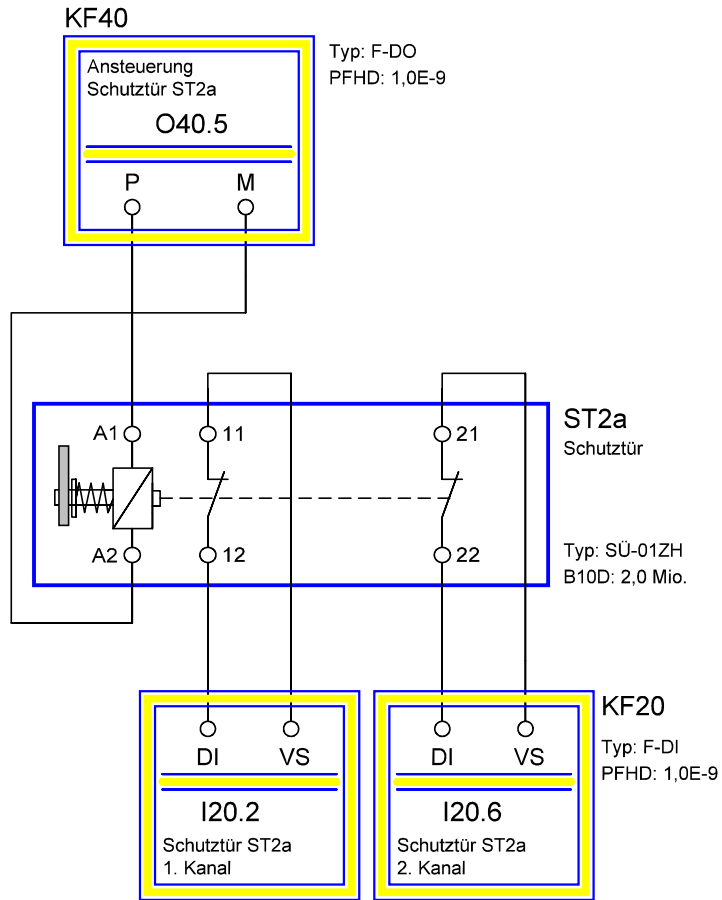 KF40
Ansteuerung
Schutztür ST2a
O40.5
P M
Typ: F-DO
PFHD: 1,0E-9
A1 11 21
A2 12 22
ST2a
Schutztür
Typ: SÜ-01ZH
B10D: 2,0 Mio.
DI VS
I20.2
Schutztür ST2a
1. Kanal
DI VS
I20.6
Schutztür ST2a
2. Kanal
KF20
Typ: F-DI
PFHD: 1,0E-9